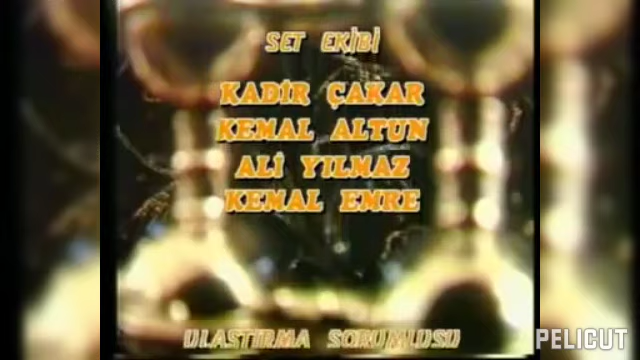 SET EKİBİ
KADİR ÇAKAR
KEMAL ALTUN
ALİ YILMAZ
KEMAL EMRE
ULAŞTIRMA SORUMLUSU
PELICUT